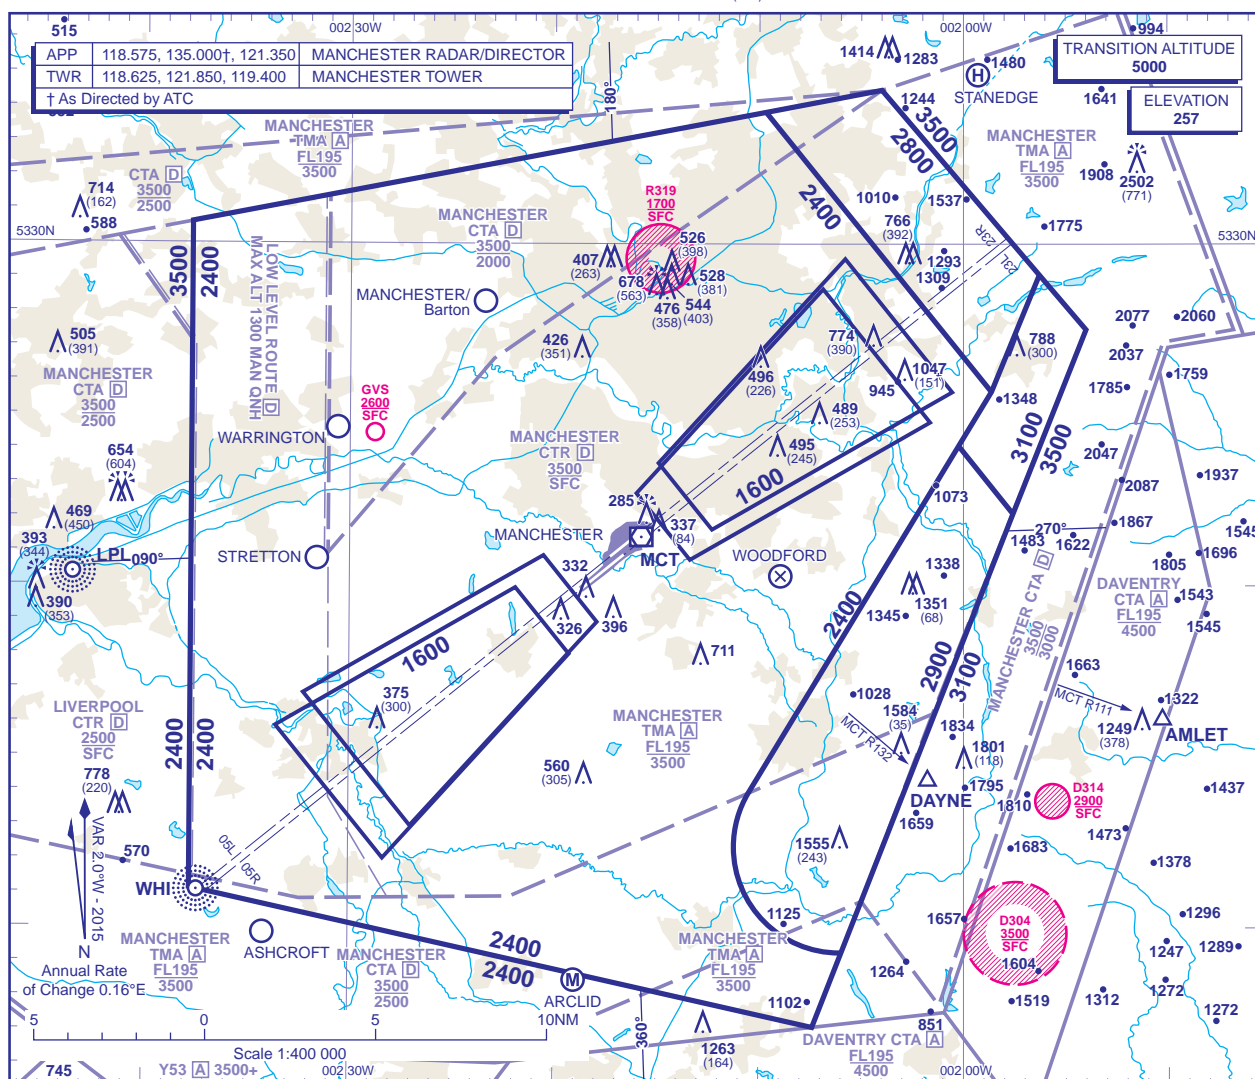 515
002 30W
002 00W
994
APP 118.575, 135.000†, 121.350 MANCHESTER RADAR/DIRECTOR
TWR 118.625, 121.850, 119.400 MANCHESTER TOWER
† As Directed by ATC
1414
1283
1480
STANEDGE
TRANSITION ALTITUDE
5000
1641
ELEVATION
257
180°
1244
3500
2800
MANCHESTER
TMA A
FL195
3500
MANCHESTER
TMA A
FL195
3500
1908
2502
(771)
CTA D
3500
2500
714
(162)
588
5330N
5330N
R319
1700
SFC
2400
1010
766
(392)
1537
1775
MANCHESTER
CTA D
3500
2000
3500
2400
LOW LEVEL ROUTE D
MAX ALT 1300 MAN QNH
407
(263)
526
(398)
678
(563)
528
(381)
476
(358)
544
(403)
1293
1309
23R
23L
MANCHESTER/
Barton
505
(391)
426
(351)
774
(390)
788
(300)
2077
2060
2037
MANCHESTER
CTA D
3500
2500
GVS
2600
SFC
496
(226)
1047
(151)
945
1759
1785
1348
489
(253)
WARRINGTON
MANCHESTER
CTR D
3500
SFC
495
(245)
3100
3500
654
(604)
2047
1937
1600
2087
1073
469
(450)
393
(344)
285
337
(84)
MANCHESTER
MCT
WOODFORD
270°
1483
1622
1867
1545
1696
LPL
090°
STRETTON
332
1338
1805
390
(353)
326
396
1345
1351
(68)
2400
MANCHESTER CTA D
3500
3000
DAVENTRY
CTA A
FL195
4500
1543
1545
1600
711
2900
3100
1663
375
(300)
1028
1584
(35)
MCT R111
1322
1249
(378)
AMLET
LIVERPOOL
CTR D
2500
SFC
2400
2400
MANCHESTER
TMA A
FL195
3500
MCT R132
1834
1801
(118)
560
(305)
778
(220)
DAYNE
1795
1810
D314
2900
SFC
1437
VAR 2.0°W - 2015
N
Annual Rate
of Change 0.16°E
1659
1473
570
05L
05R
1555
(243)
1683
1378
WHI
1125
1657
D304
3500
SFC
1604
1296
MANCHESTER
TMA A
FL195
3500
ASHCROFT
2400
2400
MANCHESTER
CTA D
3500
2500
MANCHESTER
TMA A
FL195
3500
1247
1289
1264
M
ARCLID
1102
1519
1312
1272
1272
851
5 0 5 10NM
Scale 1:400 000
360°
1263
(164)
DAVENTRY CTA A
FL195
4500
745
Y53 A 3500+
002 30W
002 00W
H